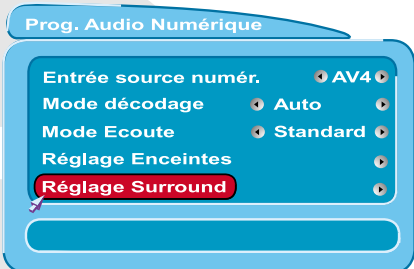 Prog. Audio Numérique
Entrée source numér. AV4
Mode décodage Auto
Mode Ecoute Standard
Réglage Enceintes
Réglage Surround